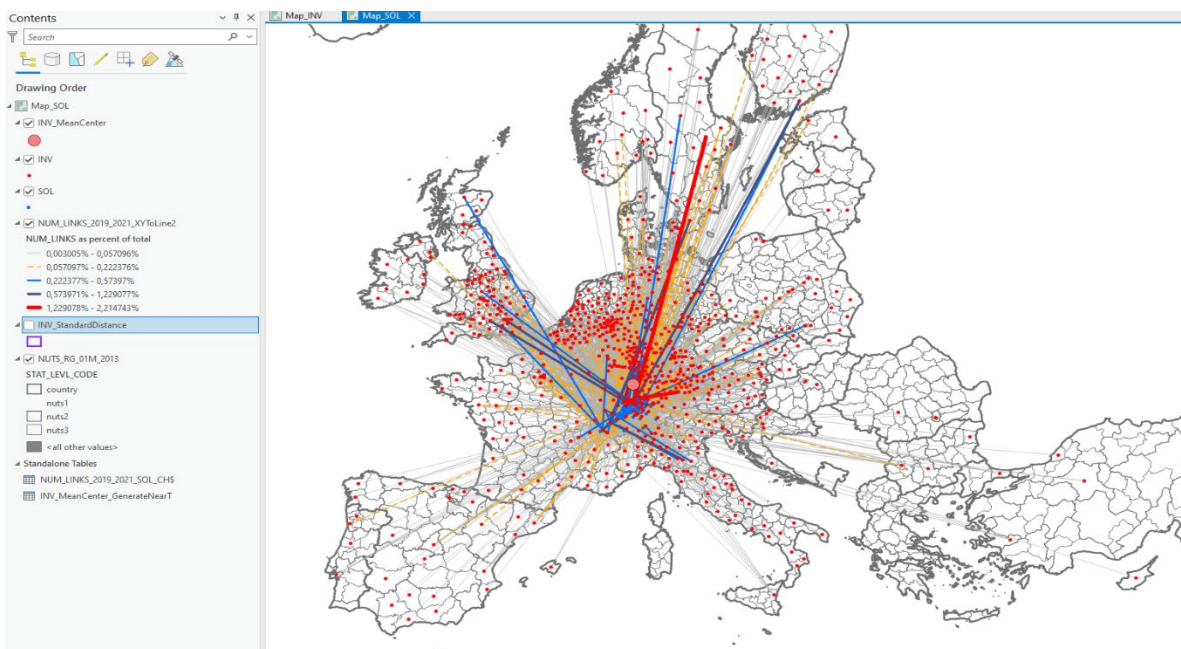 Contents
Search
Drawing Order
Map_SOL
INV_MeanCenter
INV
SOL
NUM_LINKS_2019_2021_XYToLine2
NUM_LINKS as percent of total
0,003005% - 0,057096%
0,057097% - 0,222376%
0,222377% - 0,57397%
0,573971% - 1,229077%
1,229078% - 2,214743%
INV_StandardDistance
NUTS_RG_01M_2013
STAT_LEVL_CODE
country
nuts1
nuts2
nuts3
<all other values>
Standalone Tables
NUM_LINKS_2019_2021_SOL_CH$
INV_MeanCenter_GenerateNearT
Map_INV
Map_SOL